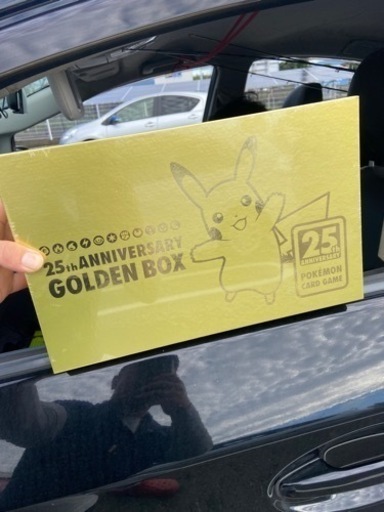 25th ANNIVERSARY
GOLDEN BOX
25th
ANNIVERSARY
POKÉMON
CARD GAME